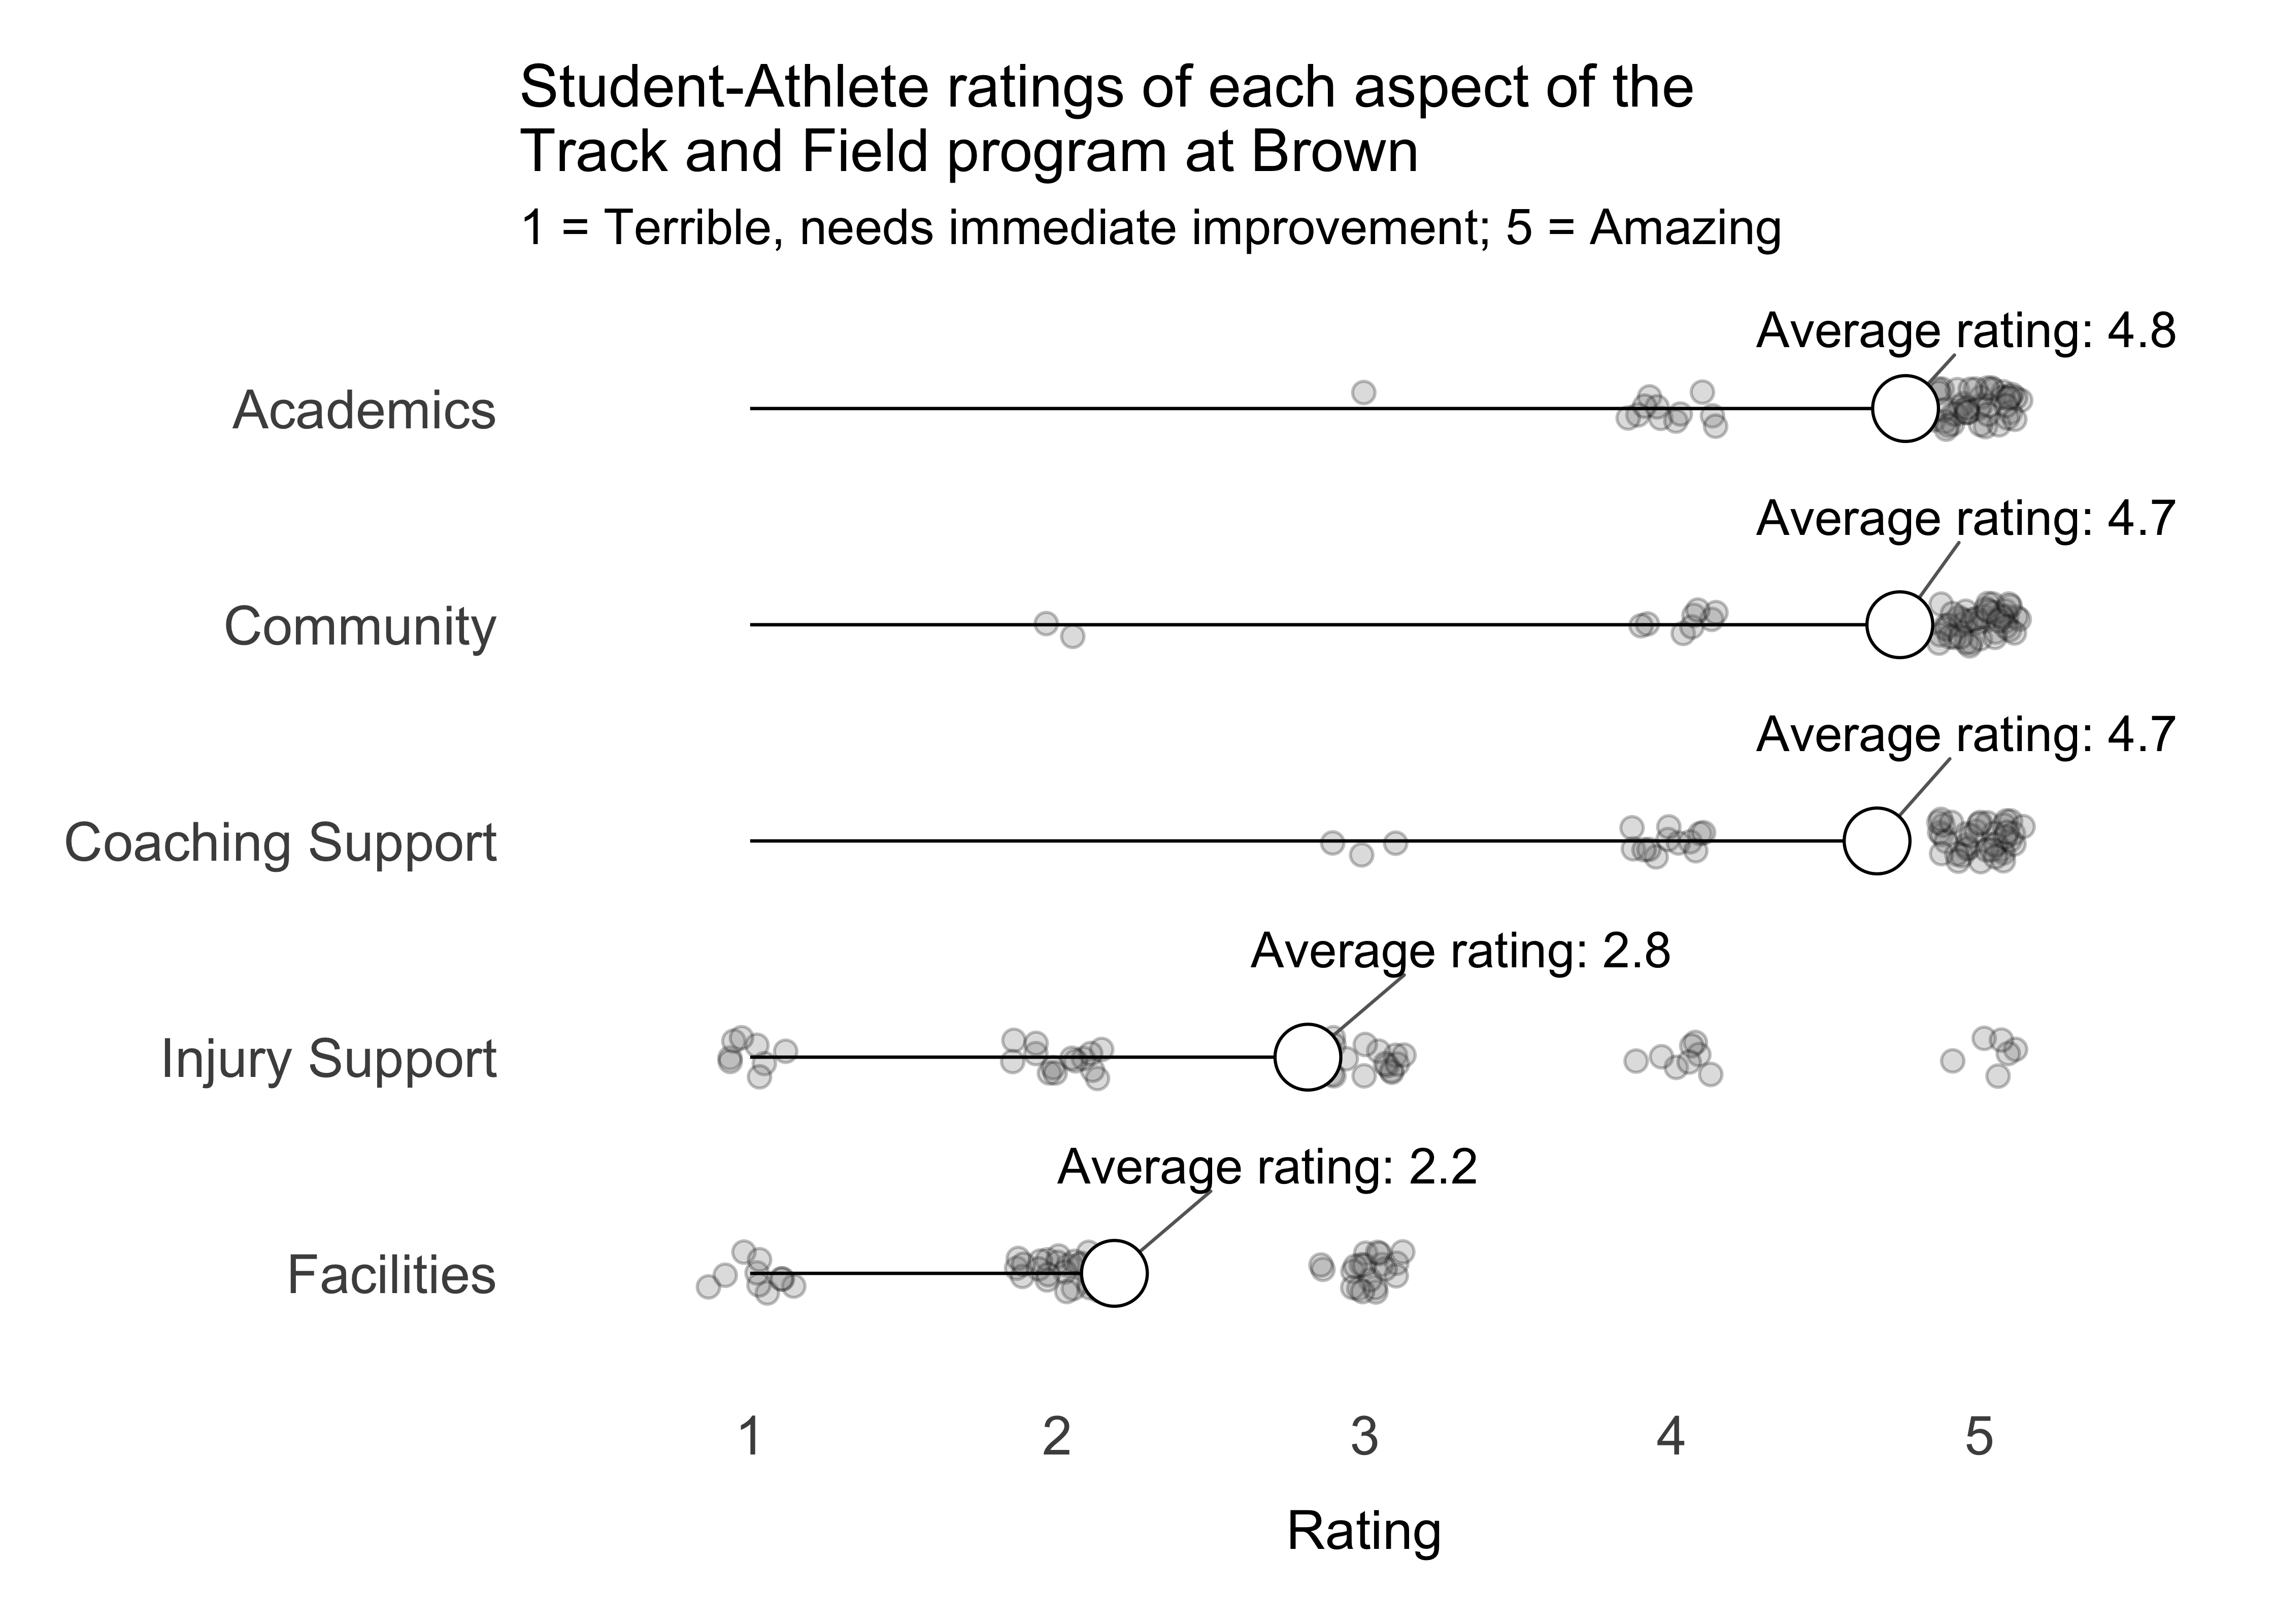 Student-Athlete ratings of each aspect of the
Track and Field program at Brown
1 = Terrible, needs immediate improvement; 5 = Amazing
Average rating: 4.8
Academics
Average rating: 4.7
Community
Average rating: 4.7
Coaching Support
Average rating: 2.8
Injury Support
Average rating: 2.2
Facilities
1 2 3 4 5
Rating